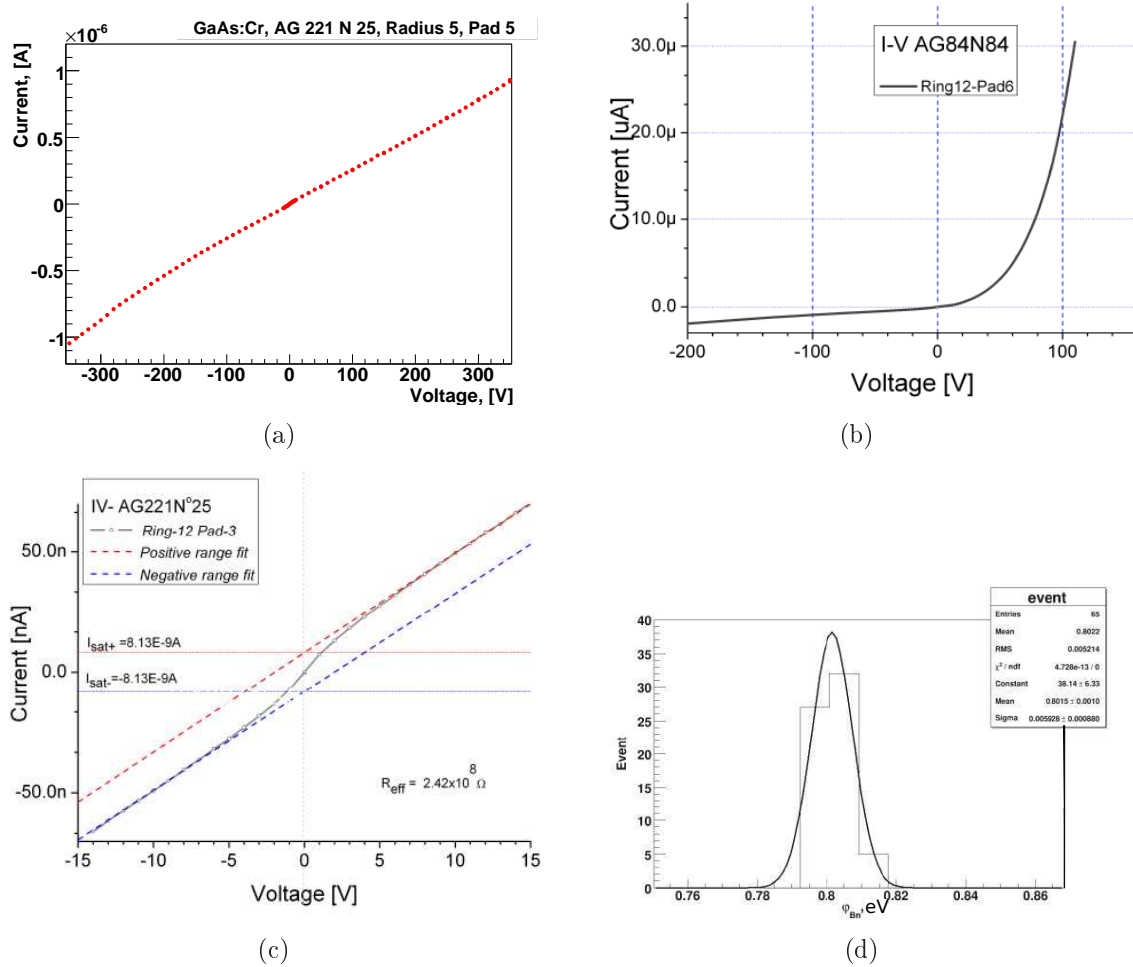 ×10⁻⁶
GaAs:Cr, AG 221 N 25, Radius 5, Pad 5
Current, [A]
1
0.5
0
-0.5
-1
-300 -200 -100 0 100 200 300
Voltage, [V]
(a)
I-V AG84N84
Ring12-Pad6
Current [uA]
30.0µ
20.0µ
10.0µ
0.0
-200 -100 0 100
Voltage [V]
(b)
IV- AG221N°25
Ring-12 Pad-3
Positive range fit
Negative range fit
Current [nA]
50.0n
0.0
-50.0n
I_sat+ =8.13E-9A
I_sat-=-8.13E-9A
R_eff = 2.42x10⁸ Ω
-15 -10 -5 0 5 10 15
Voltage [V]
(c)
event
Entries 65
Mean 0.8022
RMS 0.005214
χ² / ndf 4.728e-13 / 0
Constant 38.14 ± 6.33
Mean 0.8015 ± 0.0010
Sigma 0.005928 ± 0.000880
Event
40
35
30
25
20
15
10
5
0
0.76 0.78 0.8 0.82 0.84 0.86
φ_Bn,eV
(d)